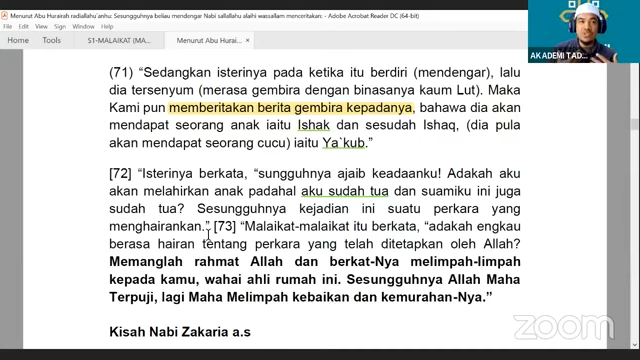 Menurut Abu Hurairah radiallahu`anhu: Sesungguhnya beliau mendengar Nabi sallallahu alaihi wassallam menceritakan: - Adobe Acrobat Reader DC (64-bit)
File Edit View Sign Window Help
Home Tools S1-MALAIKAT (MA... Menurut Abu Hurai... x
AKADEMI TAD...
(71) “Sedangkan isterinya pada ketika itu berdiri (mendengar), lalu
dia tersenyum (merasa gembira dengan binasanya kaum Lut). Maka
Kami pun memberitakan berita gembira kepadanya, bahawa dia akan
mendapat seorang anak iaitu Ishak dan sesudah Ishaq, (dia pula
akan mendapat seorang cucu) iaitu Ya`kub.”
[72] “Isterinya berkata, “sungguhnya ajaib keadaanku! Adakah aku
akan melahirkan anak padahal aku sudah tua dan suamiku ini juga
sudah tua? Sesungguhnya kejadian ini suatu perkara yang
menghairankan.” [73] “Malaikat-malaikat itu berkata, “adakah engkau
berasa hairan tentang perkara yang telah ditetapkan oleh Allah?
Memanglah rahmat Allah dan berkat-Nya melimpah-limpah
kepada kamu, wahai ahli rumah ini. Sesungguhnya Allah Maha
Terpuji, lagi Maha Melimpah kebaikan dan kemurahan-Nya.”
Kisah Nabi Zakaria a.s
zoom